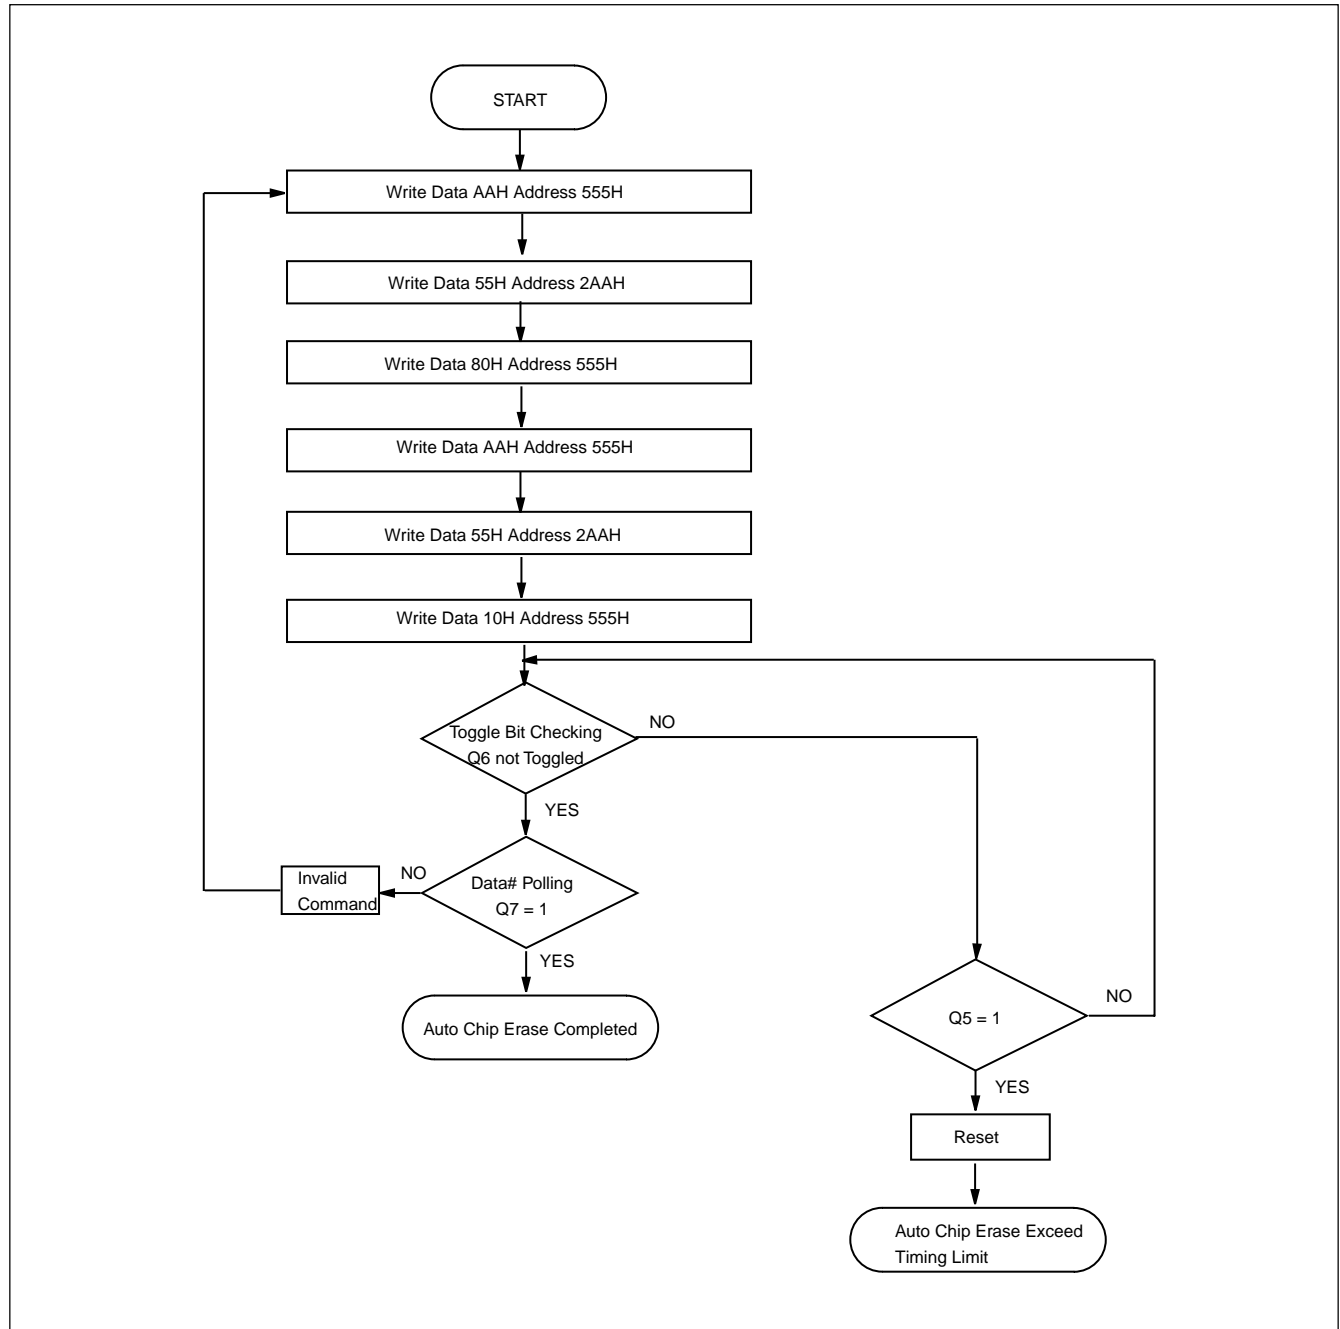 START
Write Data AAH Address 555H
Write Data 55H Address 2AAH
Write Data 80H Address 555H
Write Data AAH Address 555H
Write Data 55H Address 2AAH
Write Data 10H Address 555H
Toggle Bit Checking
Q6 not Toggled
NO
YES
Data# Polling
Q7 = 1
NO
Invalid
Command
YES
Auto Chip Erase Completed
Q5 = 1
NO
YES
Reset
Auto Chip Erase Exceed
Timing Limit